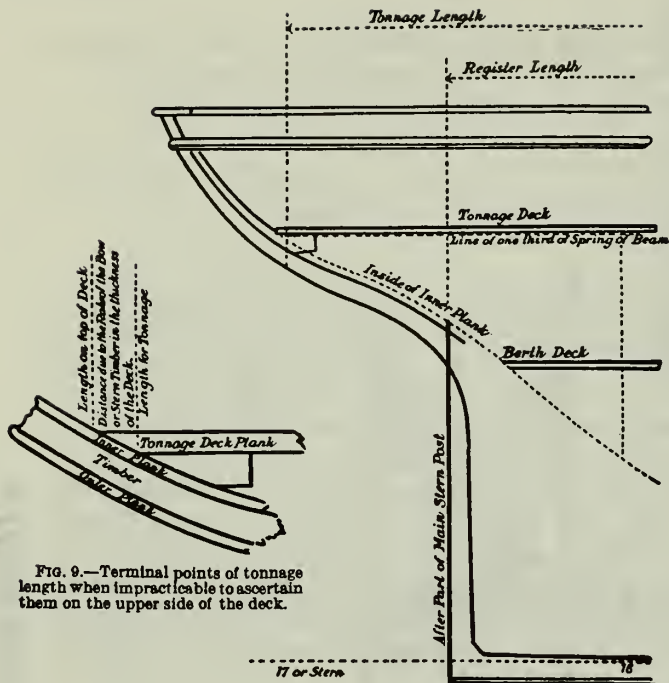 Tonnage Length
Register Length
Tonnage Deck
Line of one third of Spring of Beam
Inside of Inner Plank
Berth Deck
Length on top of Deck
Distance due to the Rake of the Bow
or Stern Timber in the thickness
of the Deck.
Length for Tonnage
Tonnage Deck Plank
Inner Plank
Timber
Outer Plank
After Part of Main Stern Post
FIG. 9.—Terminal points of tonnage
length when impracticable to ascertain
them on the upper side of the deck.
17 or Stern
16